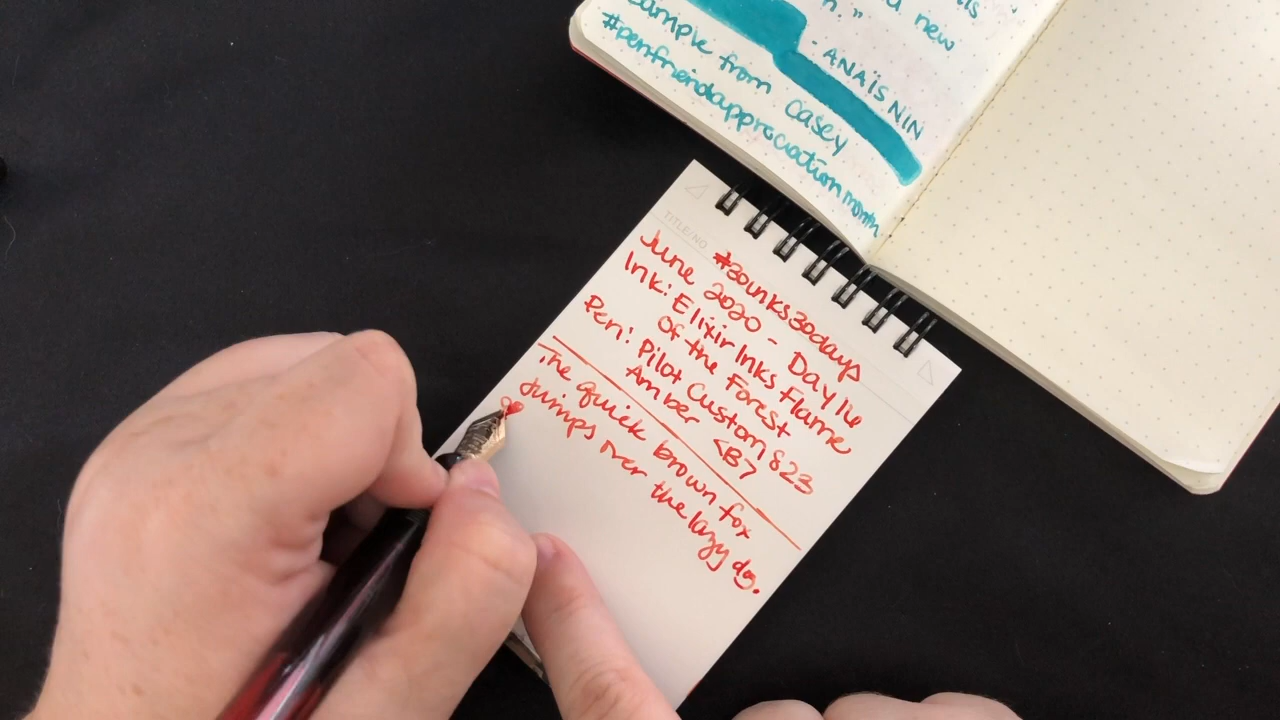 a new
n."
- ANAÏS NIN
sample from Casey
#penfriendappreciationmonth
TITLE/NO
#30inks30days
June 2020 - Day 16
Ink: Elixir Inks Flame
Of the Forest
Pen: Pilot Custom 823
Amber <B>
The quick brown fox
jumps over the lazy dog.